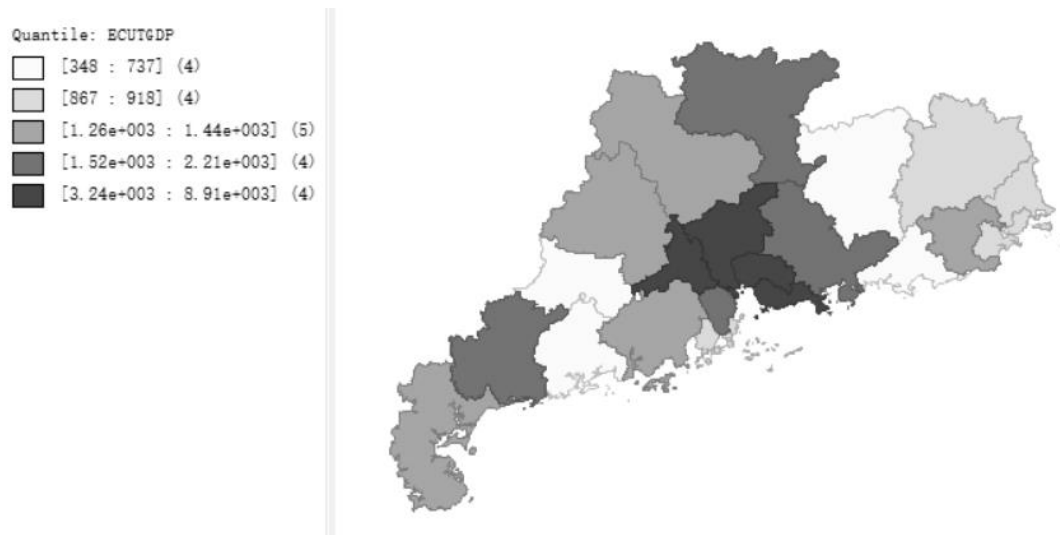 Quantile: ECUTGDP
[348 : 737] (4)
[867 : 918] (4)
[1.26e+003 : 1.44e+003] (5)
[1.52e+003 : 2.21e+003] (4)
[3.24e+003 : 8.91e+003] (4)